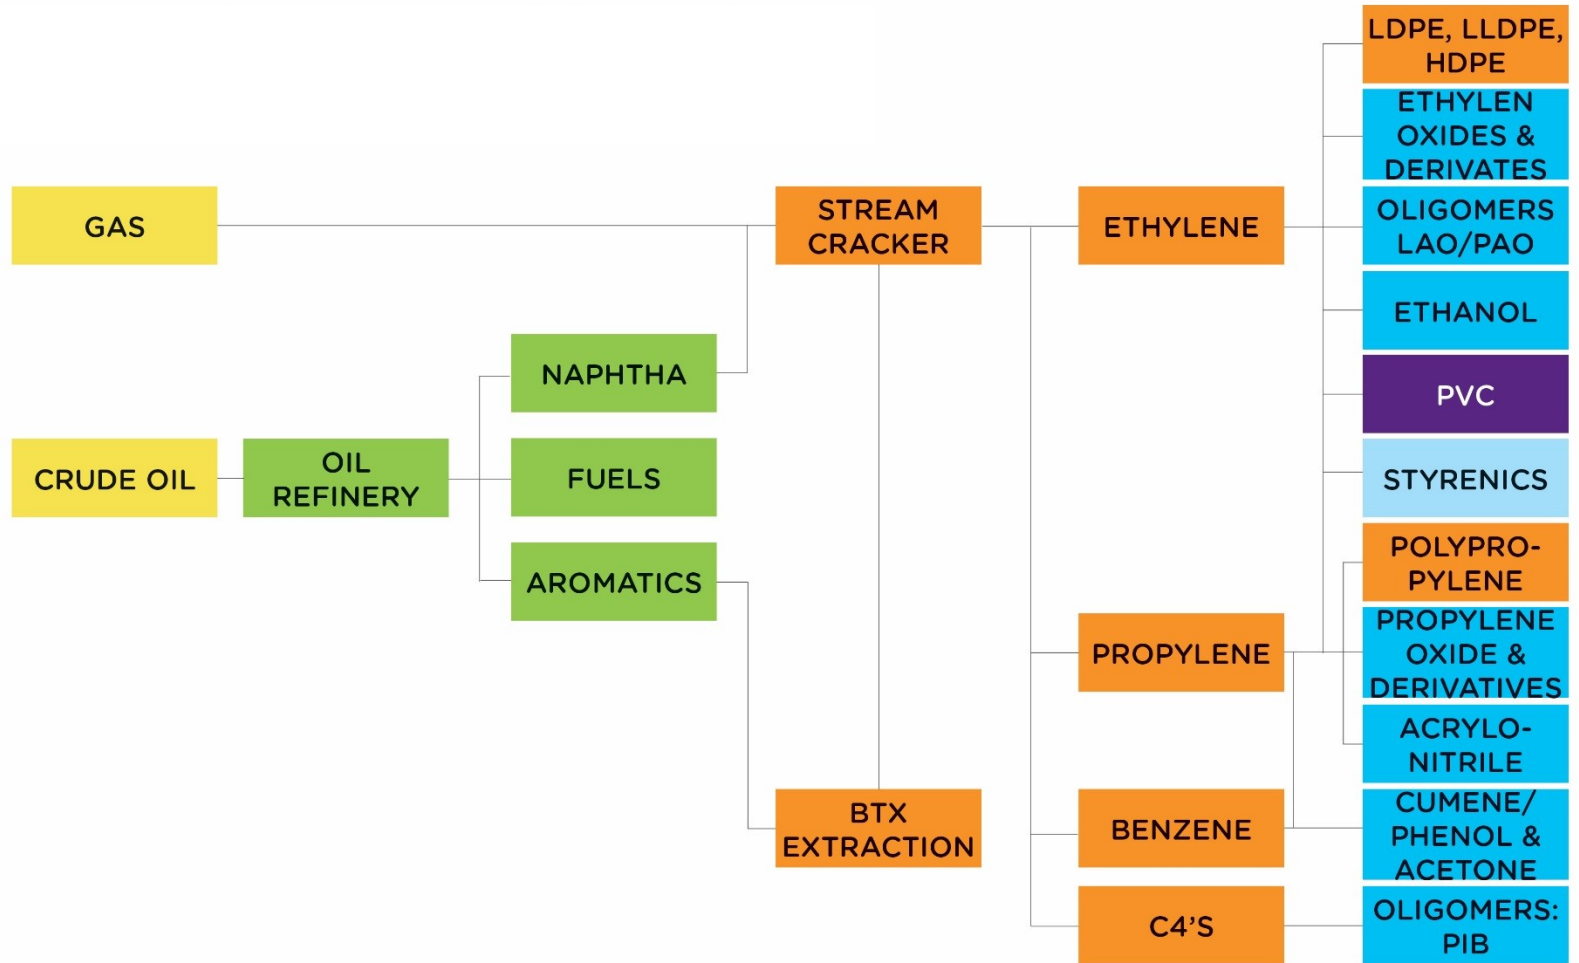 GAS
CRUDE OIL
OIL
REFINERY
NAPHTHA
FUELS
AROMATICS
STREAM
CRACKER
BTX
EXTRACTION
ETHYLENE
PROPYLENE
BENZENE
C4'S
LDPE, LLDPE,
HDPE
ETHYLEN
OXIDES &
DERIVATES
OLIGOMERS
LAO/PAO
ETHANOL
PVC
STYRENICS
POLYPRO-
PYLENE
PROPYLENE
OXIDE &
DERIVATIVES
ACRYLO-
NITRILE
CUMENE/
PHENOL &
ACETONE
OLIGOMERS:
PIB